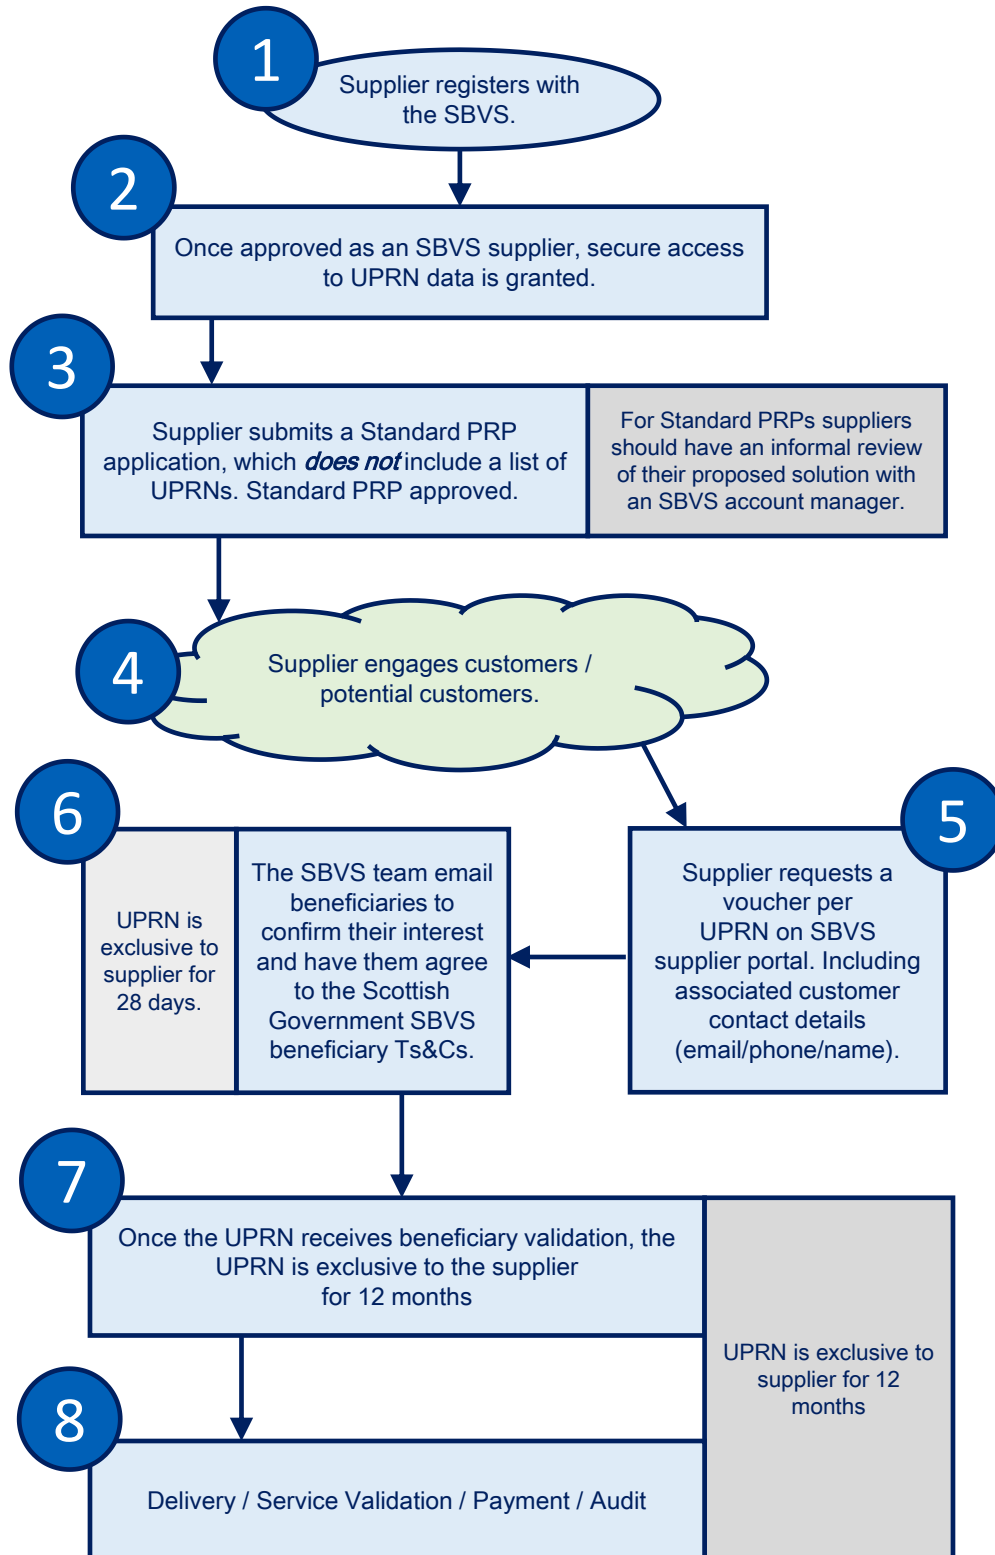 1
Supplier registers with
the SBVS.
2
Once approved as an SBVS supplier, secure access
to UPRN data is granted.
3
Supplier submits a Standard PRP
application, which does not include a list of
UPRNs. Standard PRP approved.
For Standard PRPs suppliers
should have an informal review
of their proposed solution with
an SBVS account manager.
4
Supplier engages customers /
potential customers.
5
Supplier requests a
voucher per
UPRN on SBVS
supplier portal. Including
associated customer
contact details
(email/phone/name).
6
UPRN is
exclusive to
supplier for
28 days.
The SBVS team email
beneficiaries to
confirm their interest
and have them agree
to the Scottish
Government SBVS
beneficiary Ts&Cs.
7
Once the UPRN receives beneficiary validation, the
UPRN is exclusive to the supplier
for 12 months
UPRN is exclusive to
supplier for 12
months
8
Delivery / Service Validation / Payment / Audit